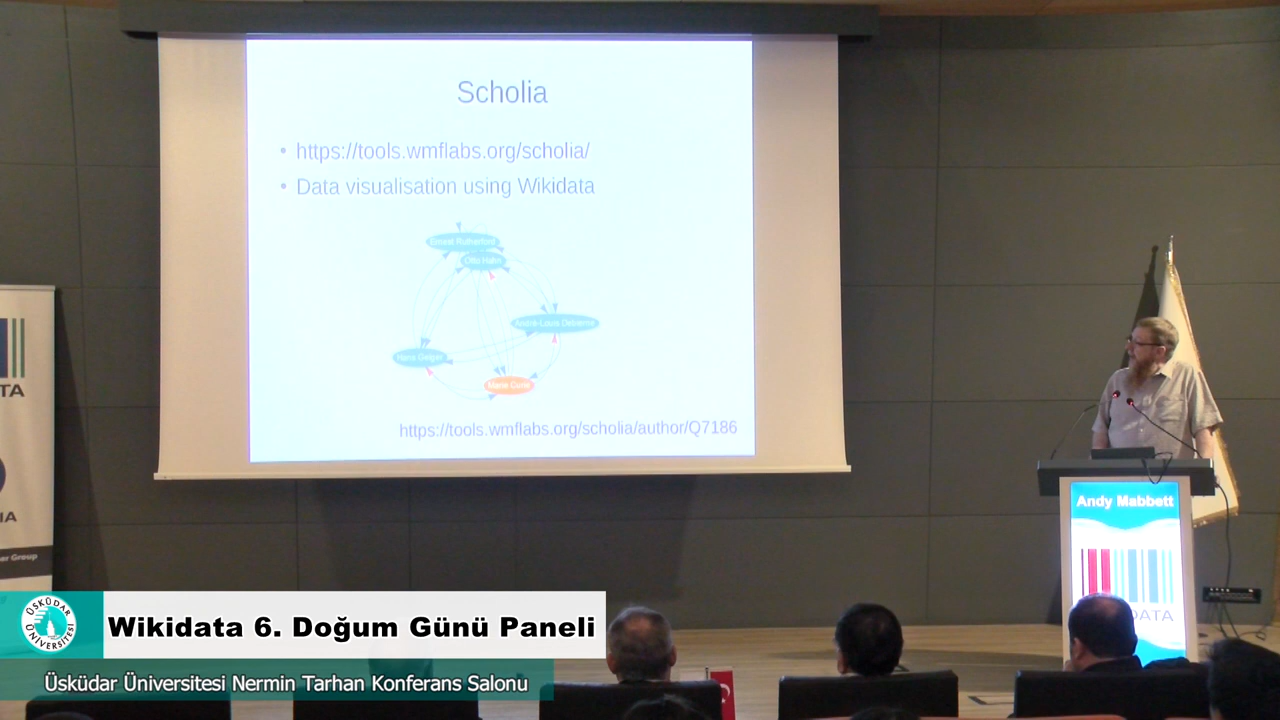 Scholia
• https://tools.wmflabs.org/scholia/
• Data visualisation using Wikidata
Ernest Rutherford
Otto Hahn
André-Louis Debierne
Hans Geiger
Marie Curie
https://tools.wmflabs.org/scholia/author/Q7186
TA
IA
er Group
Andy Mabbett
DATA
ÜSKÜDAR ÜNİVERSİTESİ
Wikidata 6. Doğum Günü Paneli
Üsküdar Üniversitesi Nermin Tarhan Konferans Salonu